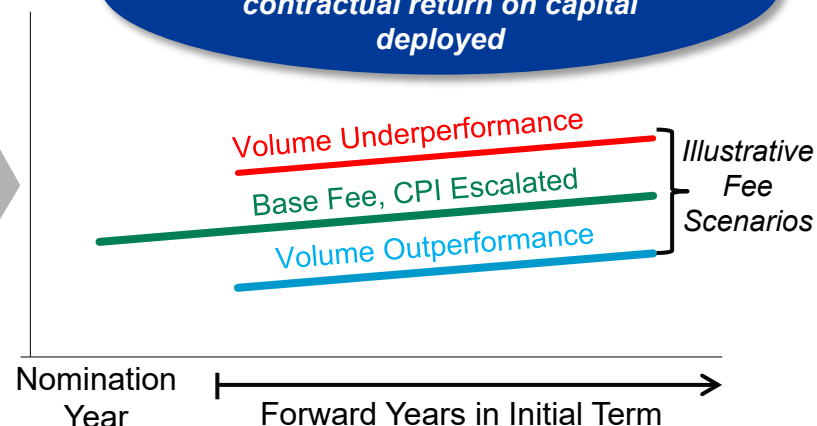 contractual return on capital
deployed
Volume Underperformance
Base Fee, CPI Escalated
Volume Outperformance
Illustrative
Fee
Scenarios
Nomination
Year
Forward Years in Initial Term